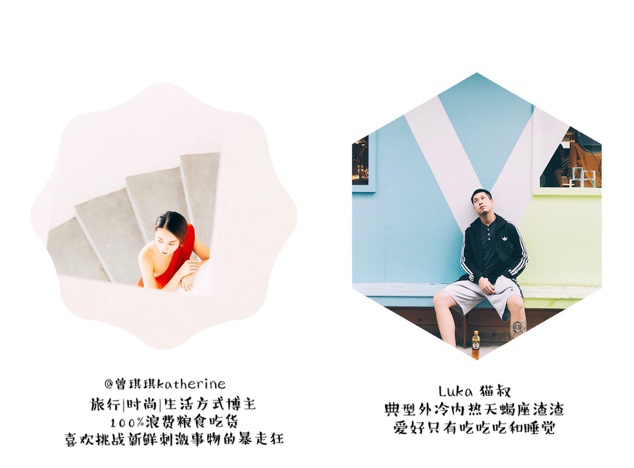 @曾琪琪katherine
旅行|时尚|生活方式博主
100%浪费粮食吃货
喜欢挑战新鲜刺激事物的暴走狂
Luka 猫叔
典型外冷内热天蝎座渣渣
爱好只有吃吃吃和睡觉